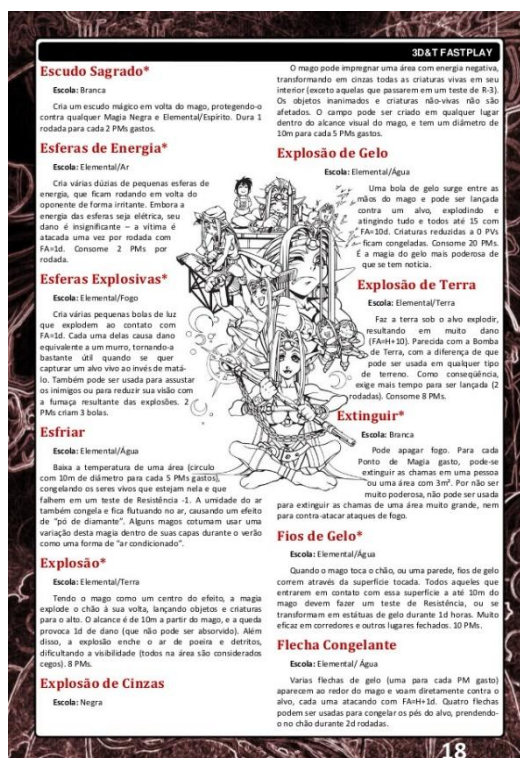 3D&T FASTPLAY
Escudo Sagrado*
Escola: Branca
Cria um escudo mágico em volta do mago, protegendo-o
contra qualquer Magia Negra e Elemental/Espírito. Dura 1
rodada para cada 2 PMs gastos.
Esferas de Energia*
Escola: Elemental/Ar
Cria várias dúzias de pequenas esferas de
energia, que ficam rodando em volta do
oponente de forma irritante. Embora a
energia das esferas seja elétrica, seu
dano é insignificante – a vítima é
atacada uma vez por rodada com
FA=1d. Consome 2 PMs por
rodada.
Esferas Explosivas*
Escola: Elemental/Fogo
Cria várias pequenas bolas de luz
que explodem ao contato com
FA=1d. Cada uma delas causa dano
equivalente a um murro, tornando-a
bastante útil quando se quer
capturar um alvo vivo ao invés de matá-
lo. Também pode ser usada para assustar
os inimigos ou para reduzir sua visão com
a fumaça resultante das explosões. 2
PMs criam 3 bolas.
Esfriar
Escola: Elemental/Água
Baixa a temperatura de uma área (circulo
com 10m de diâmetro para cada 5 PMs gastos),
congelando os seres vivos que estejam nela e que
falhem em um teste de Resistência -1. A umidade do ar
também congela e fica flutuando no ar, causando um efeito
de "pó de diamante". Alguns magos cotumam usar uma
variação desta magia dentro de suas capas durante o verão
como uma forma de "ar condicionado".
Explosão*
Escola: Elemental/Terra
Tendo o mago como um centro do efeito, a magia
explode o chão à sua volta, lançando objetos e criaturas
para o alto. O alcance é de 10m a partir do mago, e a queda
provoca 1d de dano (que não pode ser absorvido). Além
disso, a explosão enche o ar de poeira e detritos,
dificultando a visibilidade (todos na área são considerados
cegos). 8 PMs.
Explosão de Cinzas
Escola: Negra
O mago pode impregnar uma área com energia negativa,
transformando em cinzas todas as criaturas vivas em seu
interior (exceto aquelas que passarem em um teste de R-3).
Os objetos inanimados e criaturas não-vivas não são
afetados. O campo pode ser criado em qualquer lugar
dentro do alcance visual do mago, e tem um diâmetro de
10m para cada 5 PMs gastos.
Explosão de Gelo
Escola: Elemental/Água
Uma bola de gelo surge entre as
mãos do mago e pode ser lançada
contra um alvo, explodindo e
atingindo tudo e todos até 15 com
FA=10d. Criaturas reduzidas a 0 PVs
ficam congeladas. Consome 20 PMs.
É a magia do gelo mais poderosa de
que se tem notícia.
Explosão de Terra
Escola: Elemental/Terra
Faz a terra sob o alvo explodir,
resultando em muito dano
(FA=H+10). Parecida com a Bomba
de Terra, com a diferença de que
pode ser usada em qualquer tipo
de terreno. Como conseqüência,
exige mais tempo para ser lançada (2
rodadas). Consome 8 PMs.
Extinguir*
Escola: Branca
Pode apagar fogo. Para cada
Ponto de Magia gasto, pode-se
extinguir as chamas em uma pessoa
ou uma área com 3m². Por não ser
muito poderosa, não pode ser usada
para extinguir as chamas de uma área muito grande, nem
para contra-atacar ataques de fogo.
Fios de Gelo*
Escola: Elemental/Água
Quando o mago toca o chão, ou uma parede, fios de gelo
correm através da superfície tocada. Todos aqueles que
entrarem em contato com essa superfície a até 10m do
mago devem fazer um teste de Resistência, ou se
transformam em estátuas de gelo durante 1d horas. Muito
eficaz em corredores e outros lugares fechados. 10 PMs.
Flecha Congelante
Escola: Elemental/ Água
Varias flechas de gelo (uma para cada PM gasto)
aparecem ao redor do mago e voam diretamente contra o
alvo, cada uma atacando com FA=H+1d. Quatro flechas
podem ser usadas para congelar os pés do alvo, prendendo-
o no chão durante 2d rodadas.
18